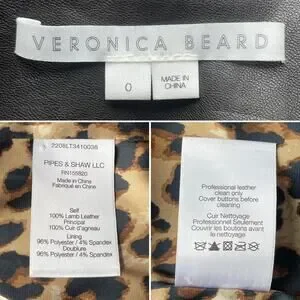 VERONICA BEARD
0
MADE IN
CHINA
2208LT3410036
PIPES & SHAW LLC
RN155820
Made in China
Fabriqué en Chine
Self
100% Lamb Leather
Principal
100% Cuir d'agneau
Lining
96% Polyester / 4% Spandex
Doublure
96% Polyester / 4% Spandex
Professional leather
clean only
Cover buttons before
cleaning
Cuir Nettoyage
Professionnel Seulement
Couvrir les boutons avant
le nettoyage